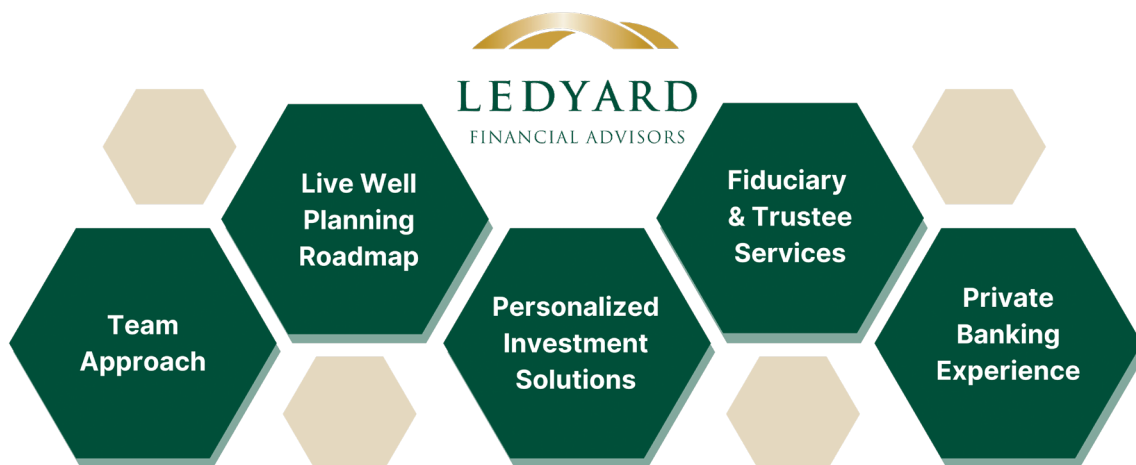 LEDYARD
FINANCIAL ADVISORS
Team
Approach
Live Well
Planning
Roadmap
Personalized
Investment
Solutions
Fiduciary
& Trustee
Services
Private
Banking
Experience